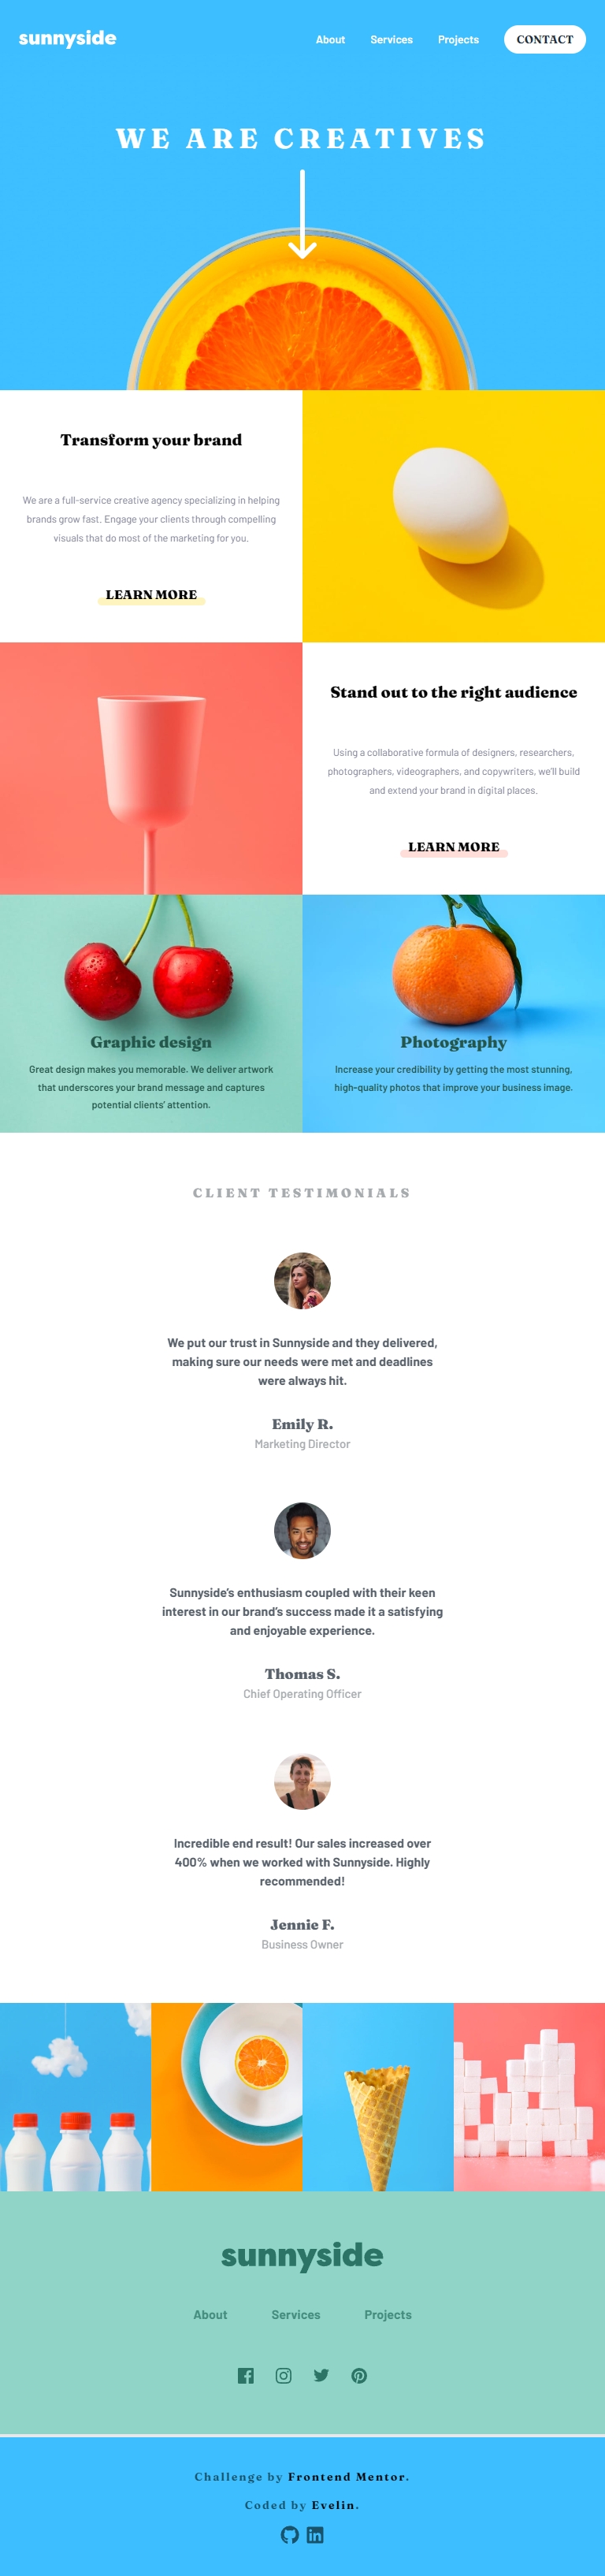 sunnyside
About Services Projects CONTACT
WE ARE CREATIVES
Transform your brand
We are a full-service creative agency specializing in helping
brands grow fast. Engage your clients through compelling
visuals that do most of the marketing for you.
LEARN MORE
Stand out to the right audience
Using a collaborative formula of designers, researchers,
photographers, videographers, and copywriters, we'll build
and extend your brand in digital places.
LEARN MORE
Graphic design
Great design makes you memorable. We deliver artwork
that underscores your brand message and captures
potential clients' attention.
Photography
Increase your credibility by getting the most stunning,
high-quality photos that improve your business image.
CLIENT TESTIMONIALS
We put our trust in Sunnyside and they delivered,
making sure our needs were met and deadlines
were always hit.
Emily R.
Marketing Director
Sunnyside's enthusiasm coupled with their keen
interest in our brand's success made it a satisfying
and enjoyable experience.
Thomas S.
Chief Operating Officer
Incredible end result! Our sales increased over
400% when we worked with Sunnyside. Highly
recommended!
Jennie F.
Business Owner
sunnyside
About Services Projects
Challenge by Frontend Mentor.
Coded by Evelin.